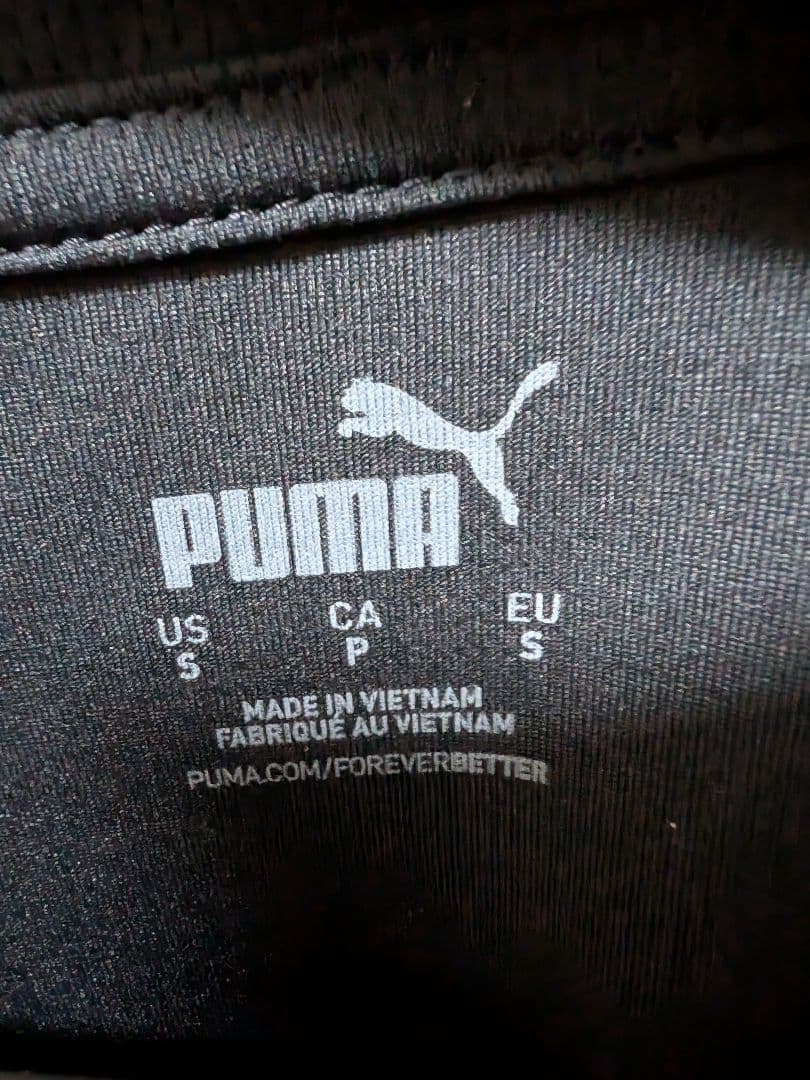 PUMA
US CA EU
S P S
MADE IN VIETNAM
FABRIQUÉ AU VIETNAM
PUMA.COM/FOREVERBETTER